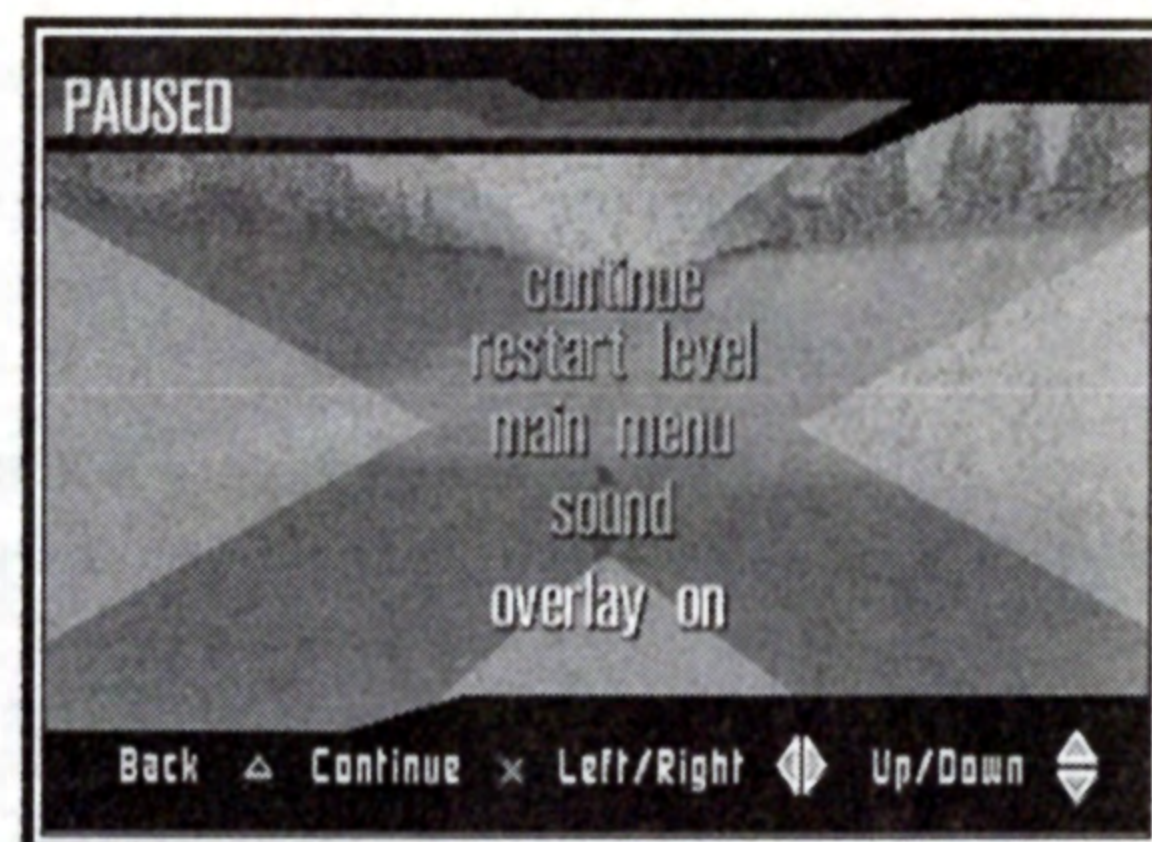 PAUSED
continue
restart level
main menu
sound
overlay on
Back Continue Left/Right Up/Down